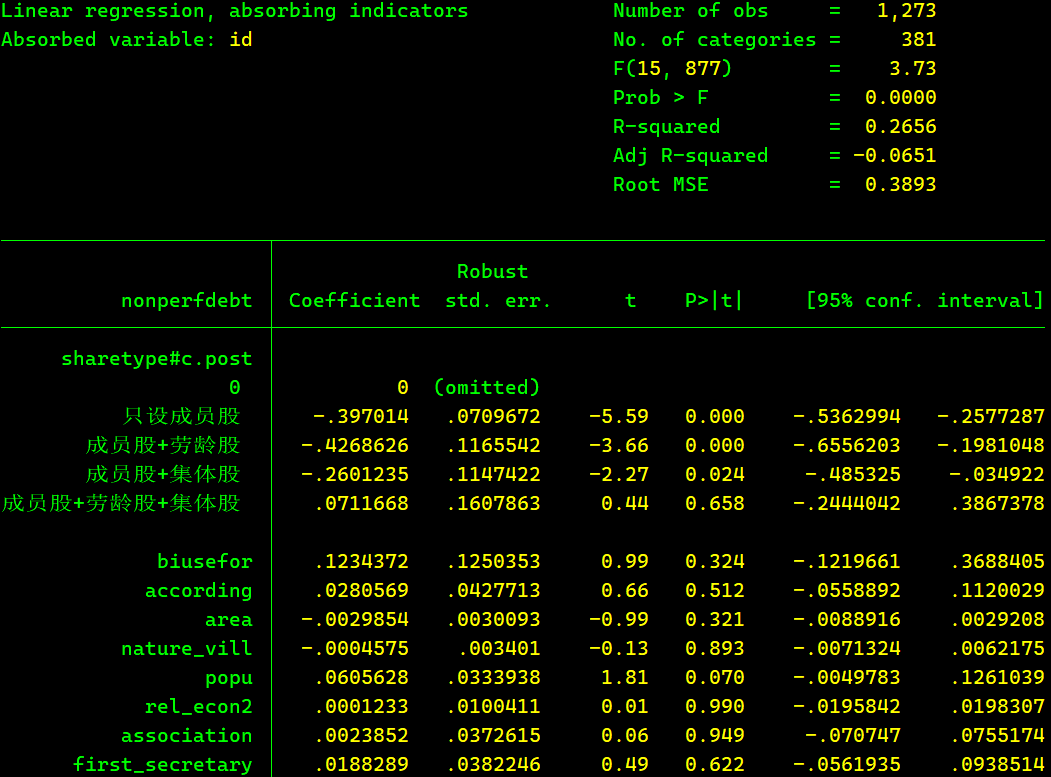 Linear regression, absorbing indicators Number of obs = 1,273
Absorbed variable: id No. of categories = 381
F(15, 877) = 3.73
Prob > F = 0.0000
R-squared = 0.2656
Adj R-squared = -0.0651
Root MSE = 0.3893
Robust
nonperfdebt Coefficient std. err. t P>|t| [95% conf. interval]
sharetype#c.post
0 0 (omitted)
只设成员股 -.397014 .0709672 -5.59 0.000 -.5362994 -.2577287
成员股+劳龄股 -.4268626 .1165542 -3.66 0.000 -.6556203 -.1981048
成员股+集体股 -.2601235 .1147422 -2.27 0.024 -.485325 -.034922
成员股+劳龄股+集体股 .0711668 .1607863 0.44 0.658 -.2444042 .3867378
biusefor .1234372 .1250353 0.99 0.324 -.1219661 .3688405
according .0280569 .0427713 0.66 0.512 -.0558892 .1120029
area -.0029854 .0030093 -0.99 0.321 -.0088916 .0029208
nature_vill -.0004575 .003401 -0.13 0.893 -.0071324 .0062175
popu .0605628 .0333938 1.81 0.070 -.0049783 .1261039
rel_econ2 .0001233 .0100411 0.01 0.990 -.0195842 .0198307
association .0023852 .0372615 0.06 0.949 -.070747 .0755174
first_secretary .0188289 .0382246 0.49 0.622 -.0561935 .0938514